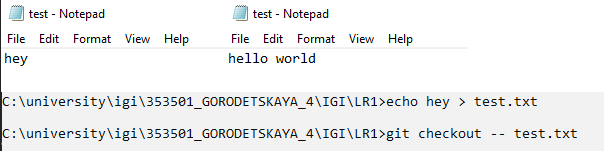 test - Notepad
File Edit Format View Help
hey
test - Notepad
File Edit Format View Help
hello world
C:\university\igi\353501_GORODETSKAYA_4\IGI\LR1>echo hey > test.txt
C:\university\igi\353501_GORODETSKAYA_4\IGI\LR1>git checkout -- test.txt